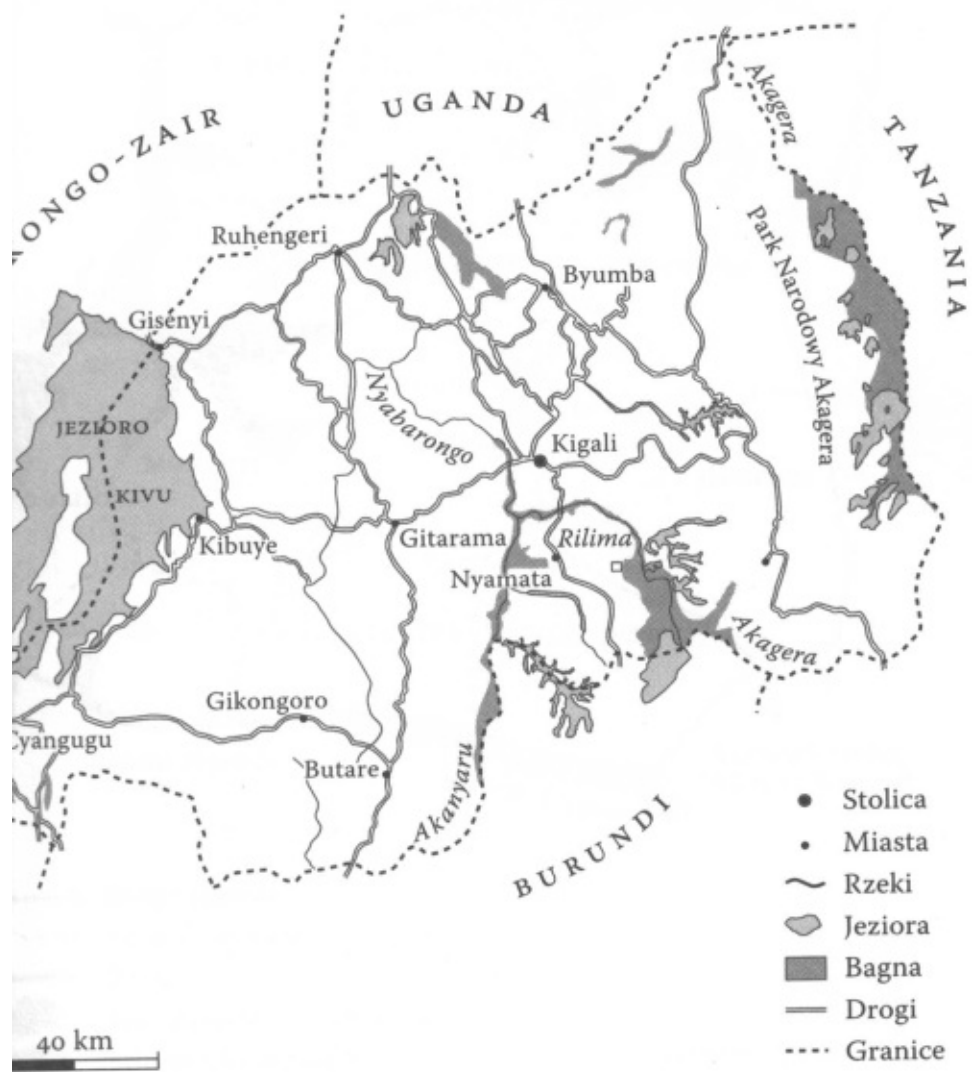 ONGO-ZAIR
UGANDA
Akagera
TANZANIA
Ruhengeri
Byumba
Park Narodowy Akagera
Gisenyi
JEZIORO
KIVU
Nyabarongo
Kigali
Kibuye
Gitarama
Rilima
Nyamata
Akagera
Gikongoro
Cyangugu
Butare
Akanyaru
BURUNDI
Stolica
Miasta
Rzeki
Jeziora
Bagna
Drogi
Granice
40 km